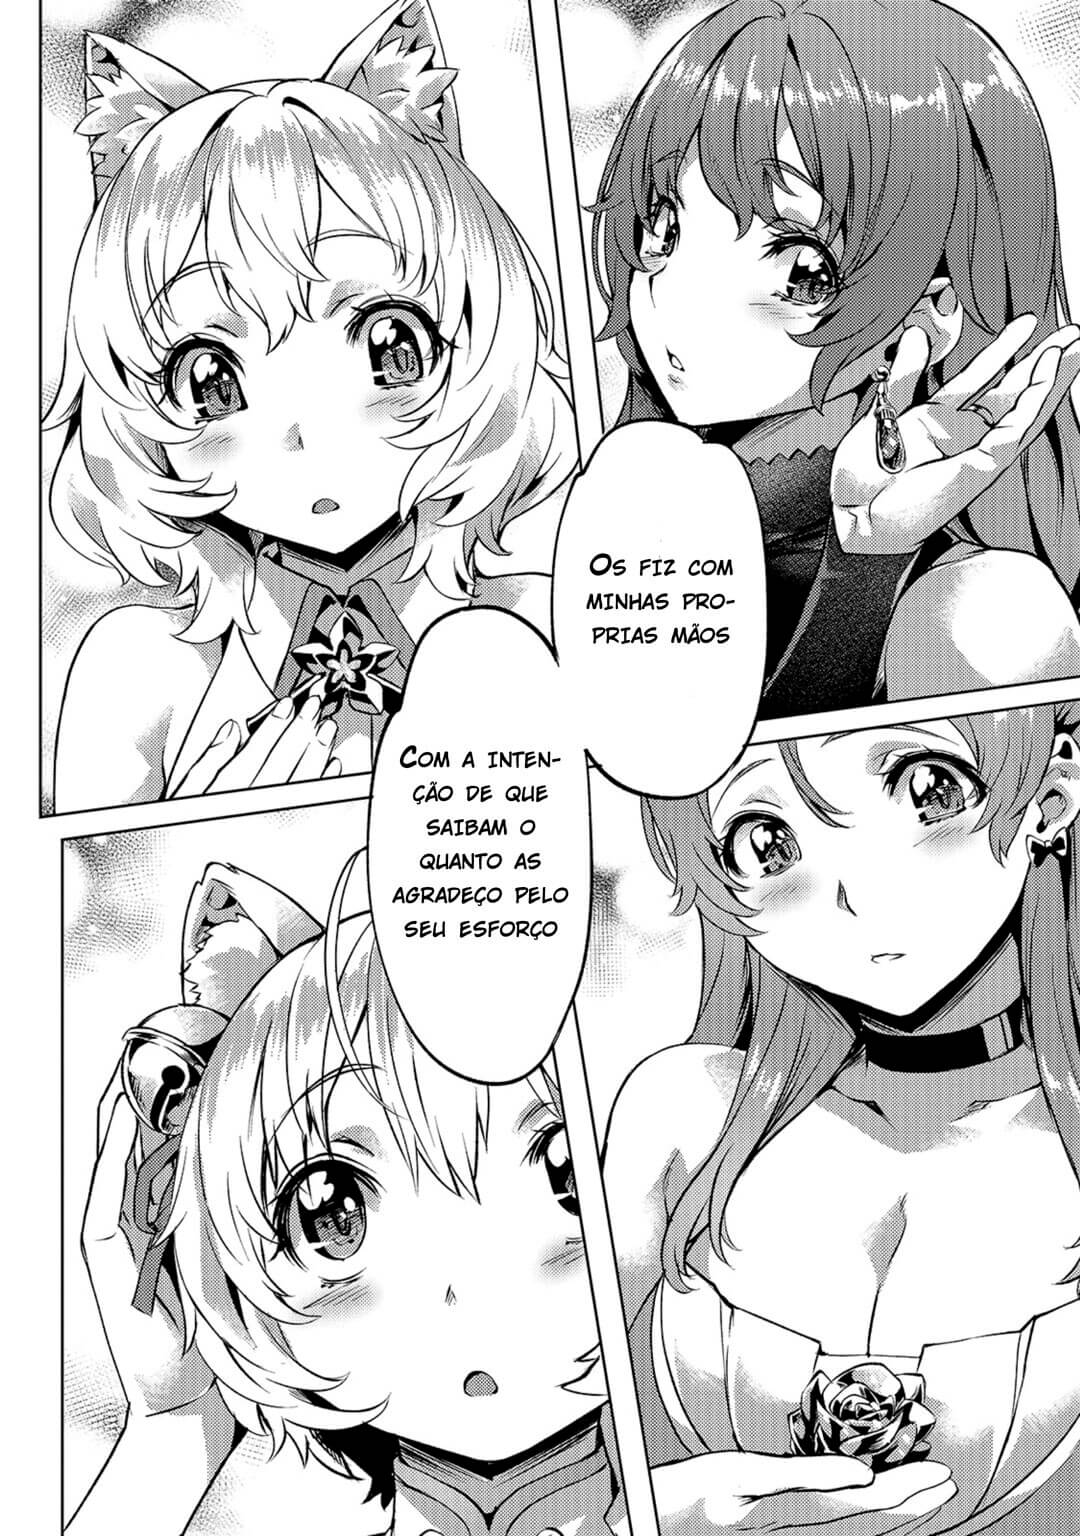 Os fiz com
minhas pro-
prias mãos
Com a inten-
ção de que
saibam o
quanto as
agradeço pelo
seu esforço